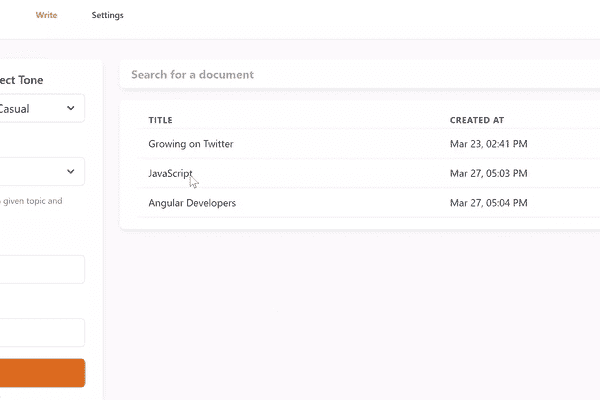 Write Settings
ect Tone
Casual
given topic and
Search for a document
TITLE CREATED AT
Growing on Twitter Mar 23, 02:41 PM
JavaScript Mar 27, 05:03 PM
Angular Developers Mar 27, 05:04 PM